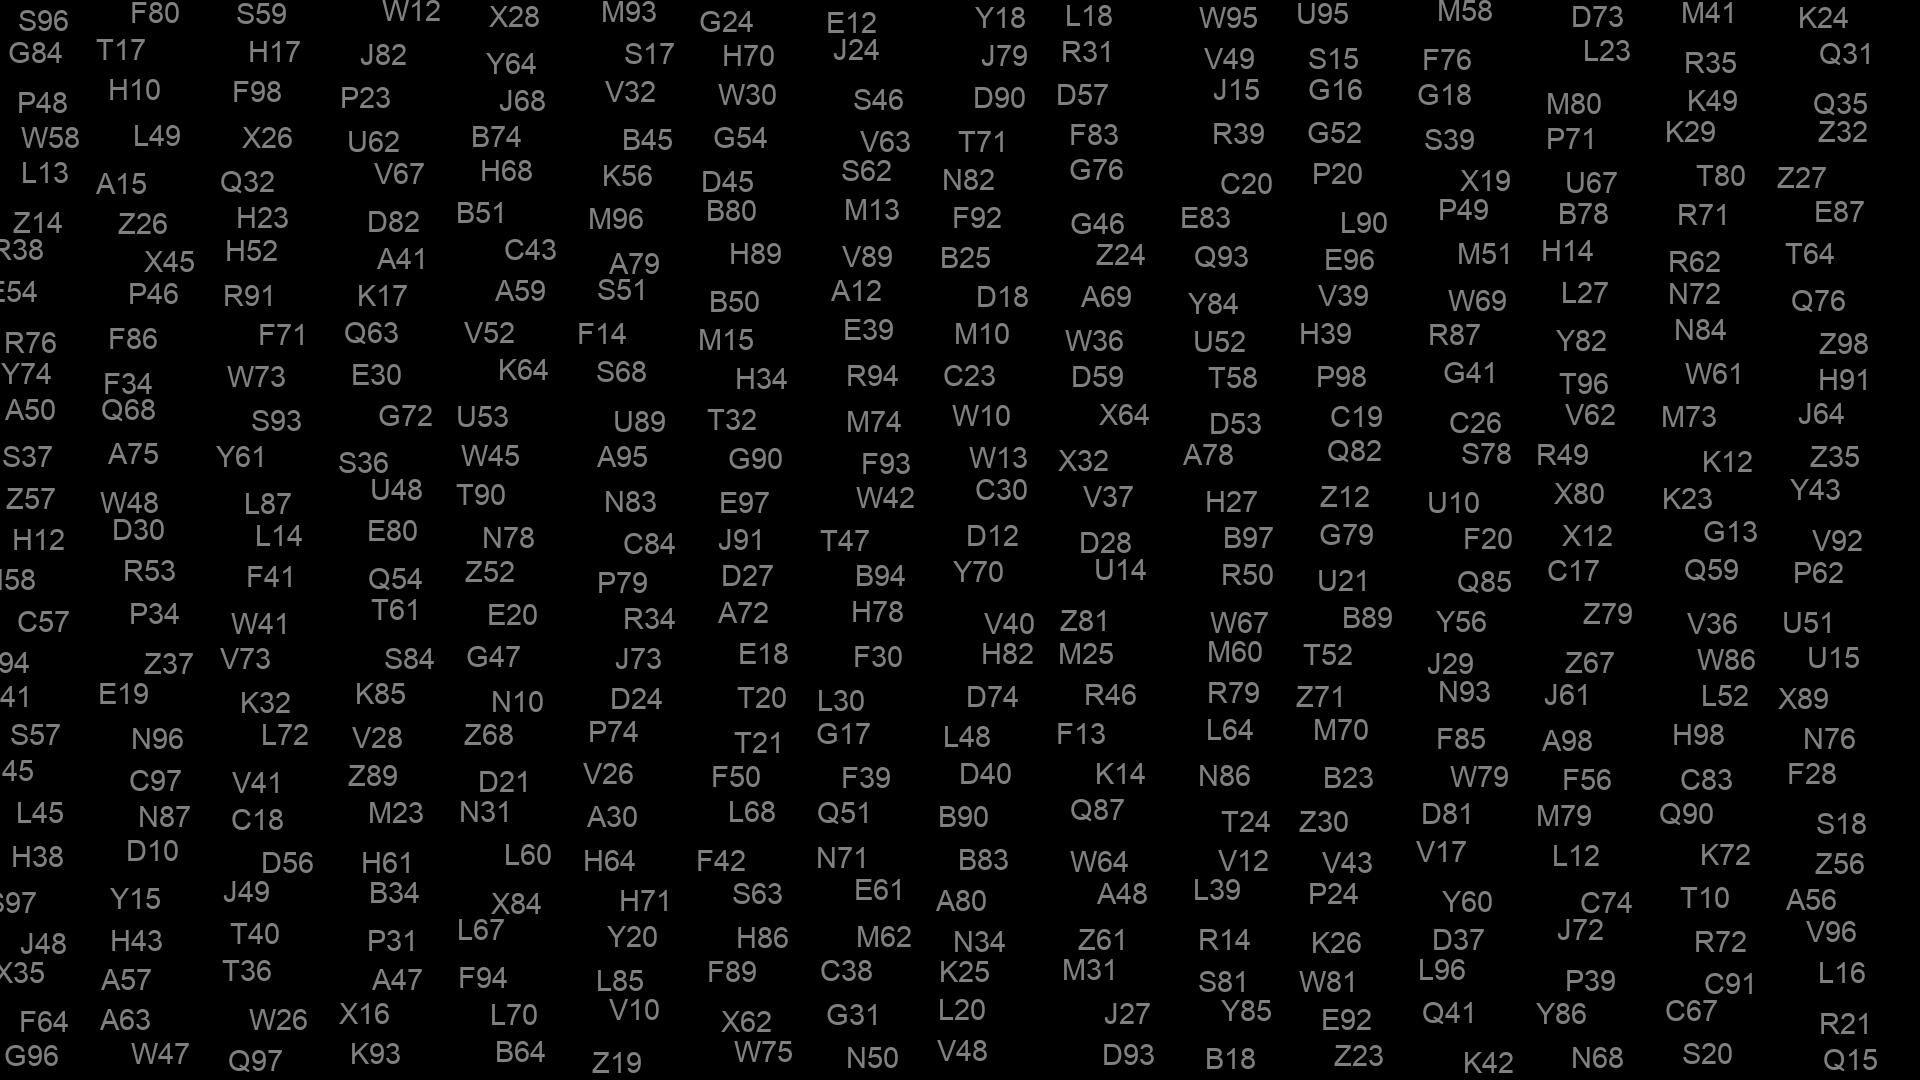 S96 F80 S59 W12 X28 M93 G24 E12 Y18 L18 W95 U95 M58 D73 M41 K24
G84 T17 H17 J82 Y64 S17 H70 J24 J79 R31 V49 S15 F76 L23 R35 Q31
P48 H10 F98 P23 J68 V32 W30 S46 D90 D57 J15 G16 G18 M80 K49 Q35
W58 L49 X26 U62 B74 B45 G54 V63 T71 F83 R39 G52 S39 P71 K29 Z32
L13 A15 Q32 V67 H68 K56 D45 S62 N82 G76 C20 P20 X19 U67 T80 Z27
Z14 Z26 H23 D82 B51 M96 B80 M13 F92 G46 E83 L90 P49 B78 R71 E87
R38 X45 H52 A41 C43 A79 H89 V89 B25 Z24 Q93 E96 M51 H14 R62 T64
E54 P46 R91 K17 A59 S51 B50 A12 D18 A69 Y84 V39 W69 L27 N72 Q76
R76 F86 F71 Q63 V52 F14 M15 E39 M10 W36 U52 H39 R87 Y82 N84 Z98
Y74 F34 W73 E30 K64 S68 H34 R94 C23 D59 T58 P98 G41 T96 W61 H91
A50 Q68 S93 G72 U53 U89 T32 M74 W10 X64 D53 C19 C26 V62 M73 J64
S37 A75 Y61 S36 W45 A95 G90 F93 W13 X32 A78 Q82 S78 R49 K12 Z35
Z57 W48 L87 U48 T90 N83 E97 W42 C30 V37 H27 Z12 U10 X80 K23 Y43
H12 D30 L14 E80 N78 C84 J91 T47 D12 D28 B97 G79 F20 X12 G13 V92
58 R53 F41 Q54 Z52 P79 D27 B94 Y70 U14 R50 U21 Q85 C17 Q59 P62
C57 P34 W41 T61 E20 R34 A72 H78 V40 Z81 W67 B89 Y56 Z79 V36 U51
94 Z37 V73 S84 G47 J73 E18 F30 H82 M25 M60 T52 J29 Z67 W86 U15
41 E19 K32 K85 N10 D24 T20 L30 D74 R46 R79 Z71 N93 J61 L52 X89
S57 N96 L72 V28 Z68 P74 T21 G17 L48 F13 L64 M70 F85 A98 H98 N76
45 C97 V41 Z89 D21 V26 F50 F39 D40 K14 N86 B23 W79 F56 C83 F28
L45 N87 C18 M23 N31 A30 L68 Q51 B90 Q87 T24 Z30 D81 M79 Q90 S18
H38 D10 D56 H61 L60 H64 F42 N71 B83 W64 V12 V43 V17 L12 K72 Z56
S97 Y15 J49 B34 X84 H71 S63 E61 A80 A48 L39 P24 Y60 C74 T10 A56
J48 H43 T40 P31 L67 Y20 H86 M62 N34 Z61 R14 K26 D37 J72 R72 V96
X35 A57 T36 A47 F94 L85 F89 C38 K25 M31 S81 W81 L96 P39 C91 L16
F64 A63 W26 X16 L70 V10 X62 G31 L20 J27 Y85 E92 Q41 Y86 C67 R21
G96 W47 Q97 K93 B64 Z19 W75 N50 V48 D93 B18 Z23 K42 N68 S20 Q15